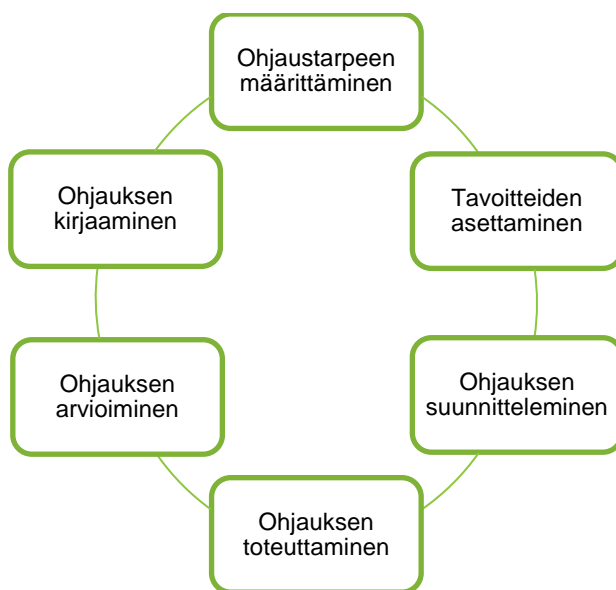 Ohjaustarpeen
määrittäminen
Tavoitteiden
asettaminen
Ohjauksen
suunnitteleminen
Ohjauksen
toteuttaminen
Ohjauksen
arvioiminen
Ohjauksen
kirjaaminen